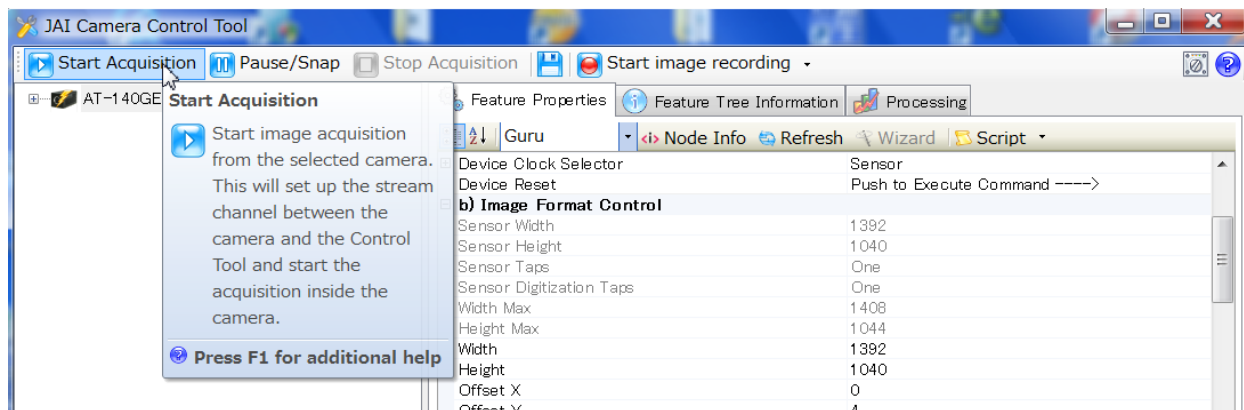 JAI Camera Control Tool
Start Acquisition Pause/Snap Stop Acquisition Start image recording
AT-140GE
Start Acquisition
Start image acquisition
from the selected camera.
This will set up the stream
channel between the
camera and the Control
Tool and start the
acquisition inside the
camera.
Press F1 for additional help
Feature Properties Feature Tree Information Processing
Guru Node Info Refresh Wizard Script
Device Clock Selector Sensor
Device Reset Push to Execute Command ---->
b) Image Format Control
Sensor Width 1392
Sensor Height 1040
Sensor Taps One
Sensor Digitization Taps One
Width Max 1408
Height Max 1044
Width 1392
Height 1040
Offset X 0
Offset Y